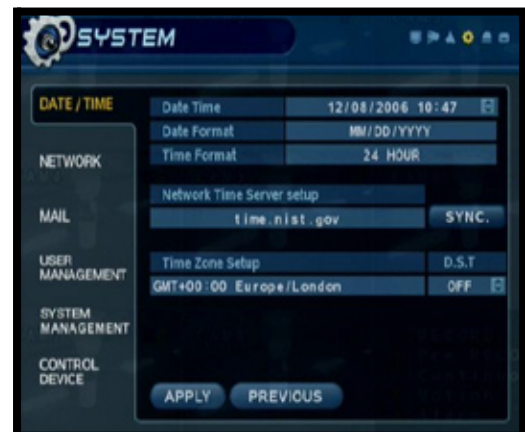 SYSTEM
DATE / TIME
Date Time 12/08/2006 10:47
Date Format MM/DD/YYYY
Time Format 24 HOUR
NETWORK
Network Time Server setup
MAIL
time.nist.gov SYNC.
USER
MANAGEMENT
Time Zone Setup D.S.T
GMT+00:00 Europe/London OFF
SYSTEM
MANAGEMENT
CONTROL
DEVICE
APPLY PREVIOUS